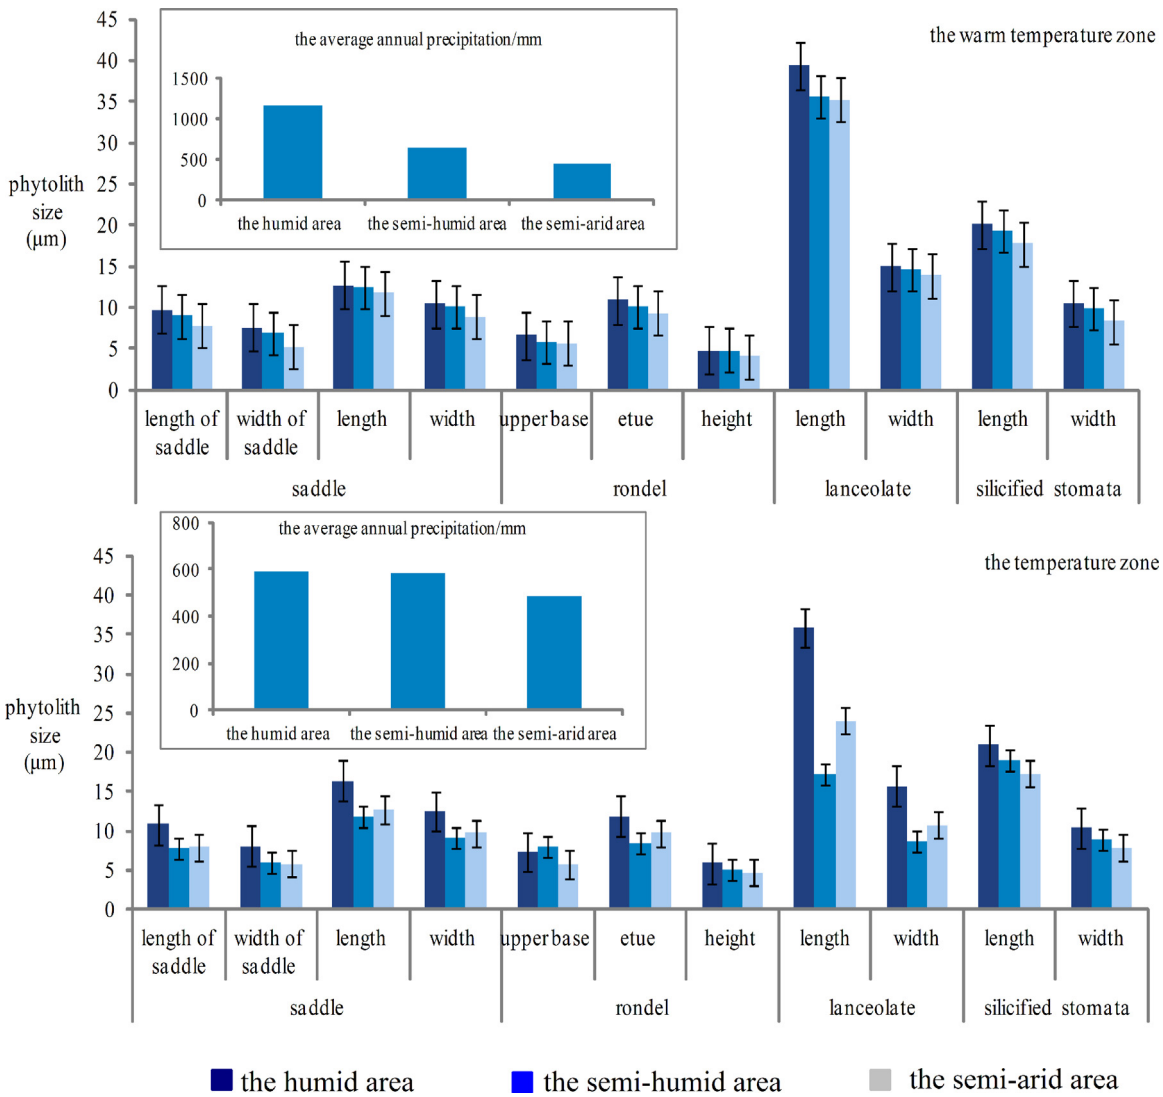 the warm temperature zone
the average annual precipitation/mm
1500
1000
500
0
the humid area the semi-humid area the semi-arid area
45
40
35
30
25
20
15
10
5
0
phytolith
size
(μm)
length of
saddle
width of
saddle
length
width
upper base
etue
height
length
width
length
width
saddle
rondel
lanceolate
silicified stomata
the temperature zone
the average annual precipitation/mm
800
600
400
200
0
the humid area the semi-humid area the semi-arid area
45
40
35
30
25
20
15
10
5
0
phytolith
size
(μm)
length of
saddle
width of
saddle
length
width
upper base
etue
height
length
width
length
width
saddle
rondel
lanceolate
silicified stomata
the humid area
the semi-humid area
the semi-arid area